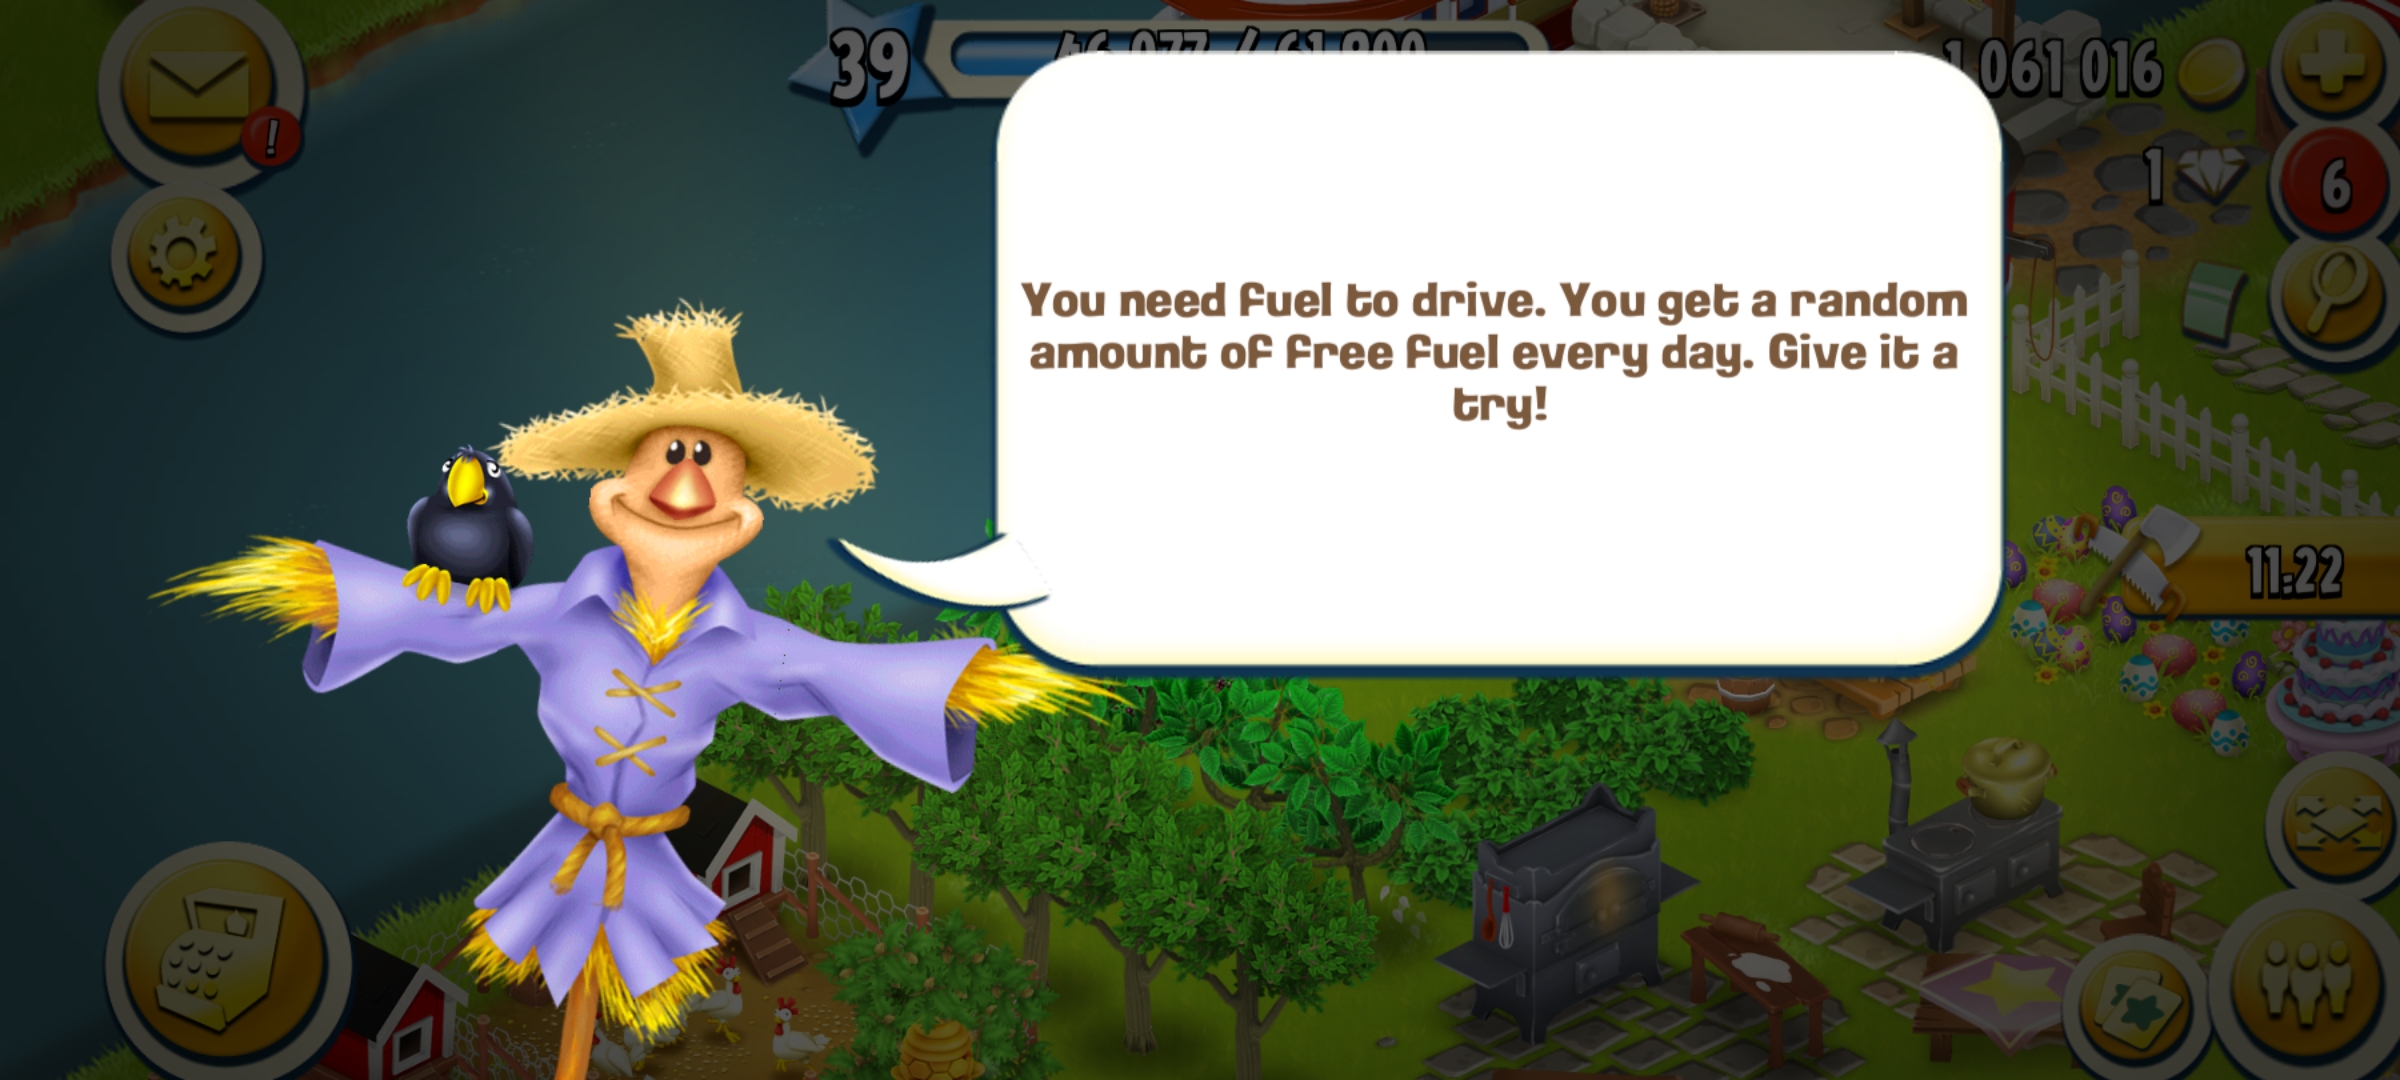 39
1 061 016
!
1
6
You need fuel to drive. You get a random
amount of free fuel every day. Give it a
try!
11:22